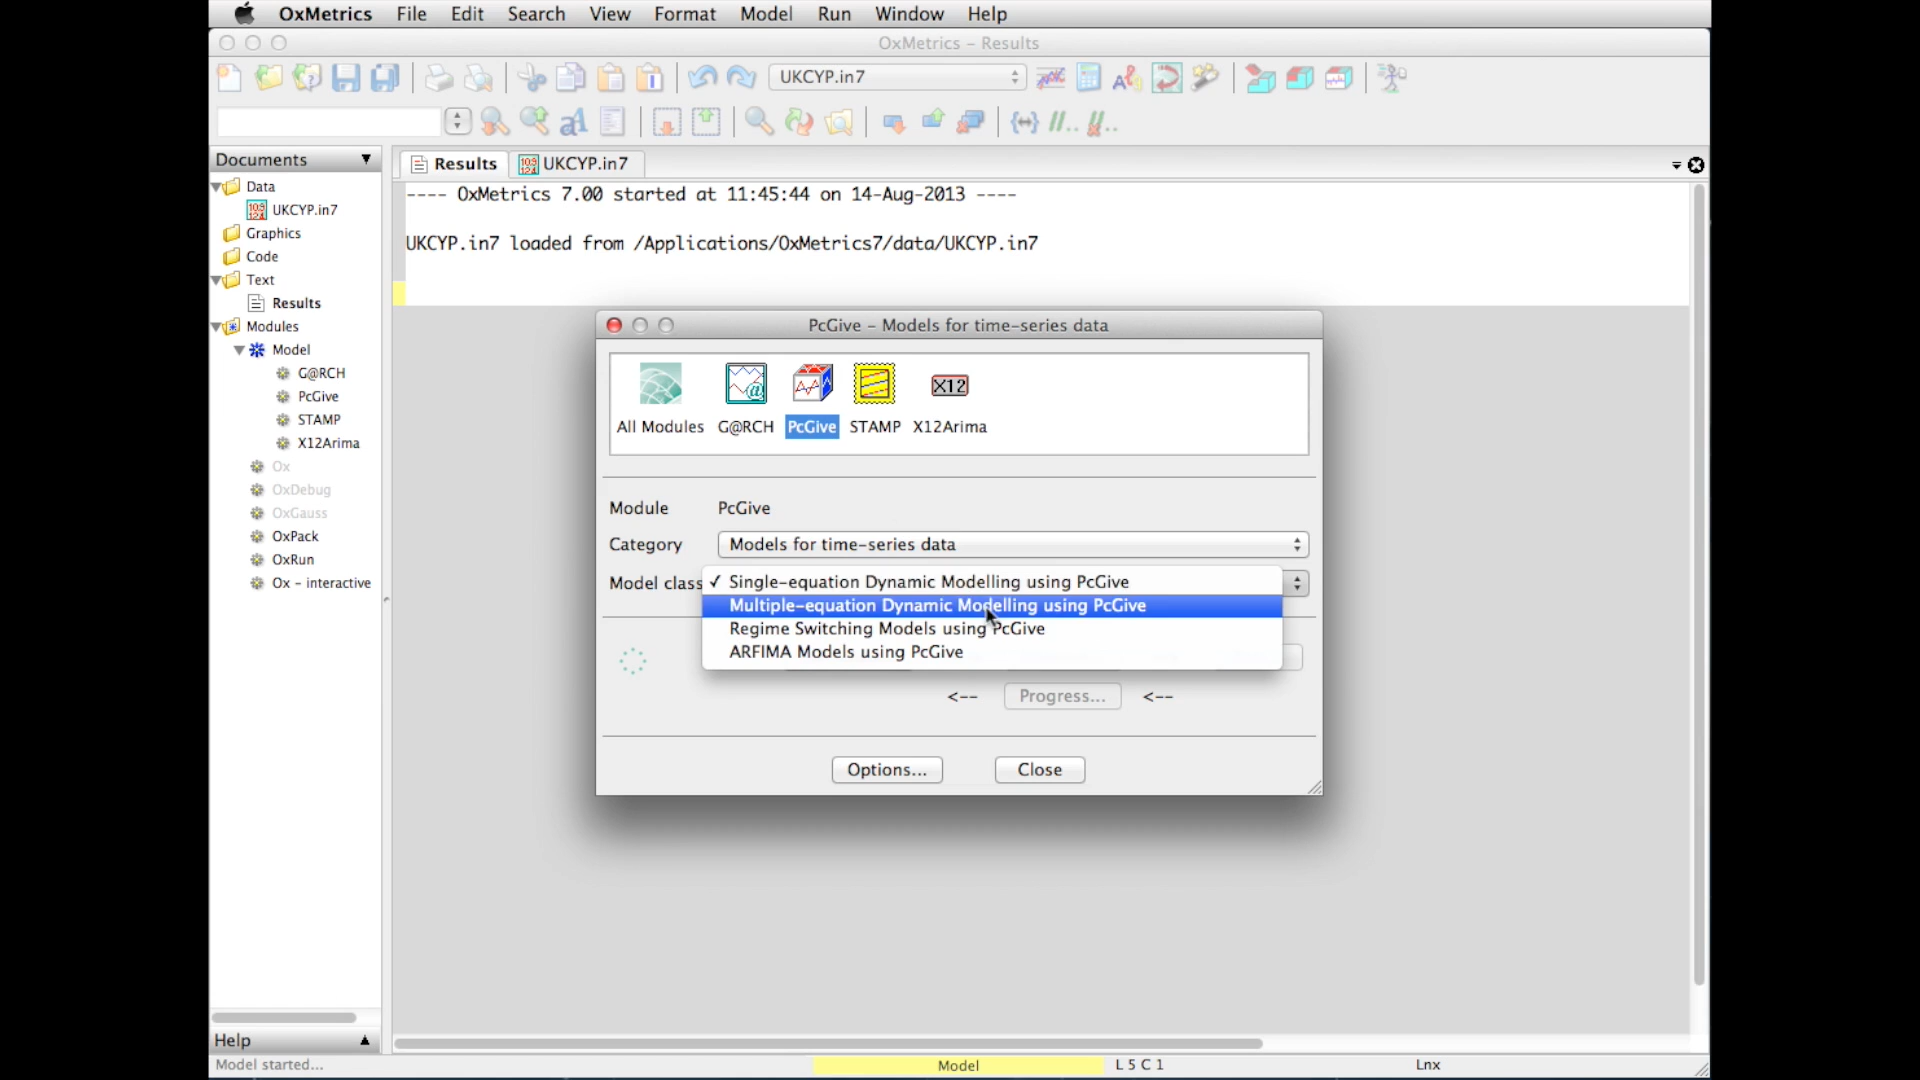 OxMetrics File Edit Search View Format Model Run Window Help
OxMetrics - Results
UKCYP.in7
Documents
Data
UKCYP.in7
Graphics
Code
Text
Results
Modules
Model
G@RCH
PcGive
STAMP
X12Arima
Ox
OxDebug
OxGauss
OxPack
OxRun
Ox - interactive
Help
Results UKCYP.in7
---- OxMetrics 7.00 started at 11:45:44 on 14-Aug-2013 ----
UKCYP.in7 loaded from /Applications/OxMetrics7/data/UKCYP.in7
PcGive - Models for time-series data
X12
All Modules G@RCH PcGive STAMP X12Arima
Module PcGive
Category Models for time-series data
Model class
✓ Single-equation Dynamic Modelling using PcGive
Multiple-equation Dynamic Modelling using PcGive
Regime Switching Models using PcGive
ARFIMA Models using PcGive
<-- Progress... <--
Options... Close
Model started... Model L 5 C 1 Lnx